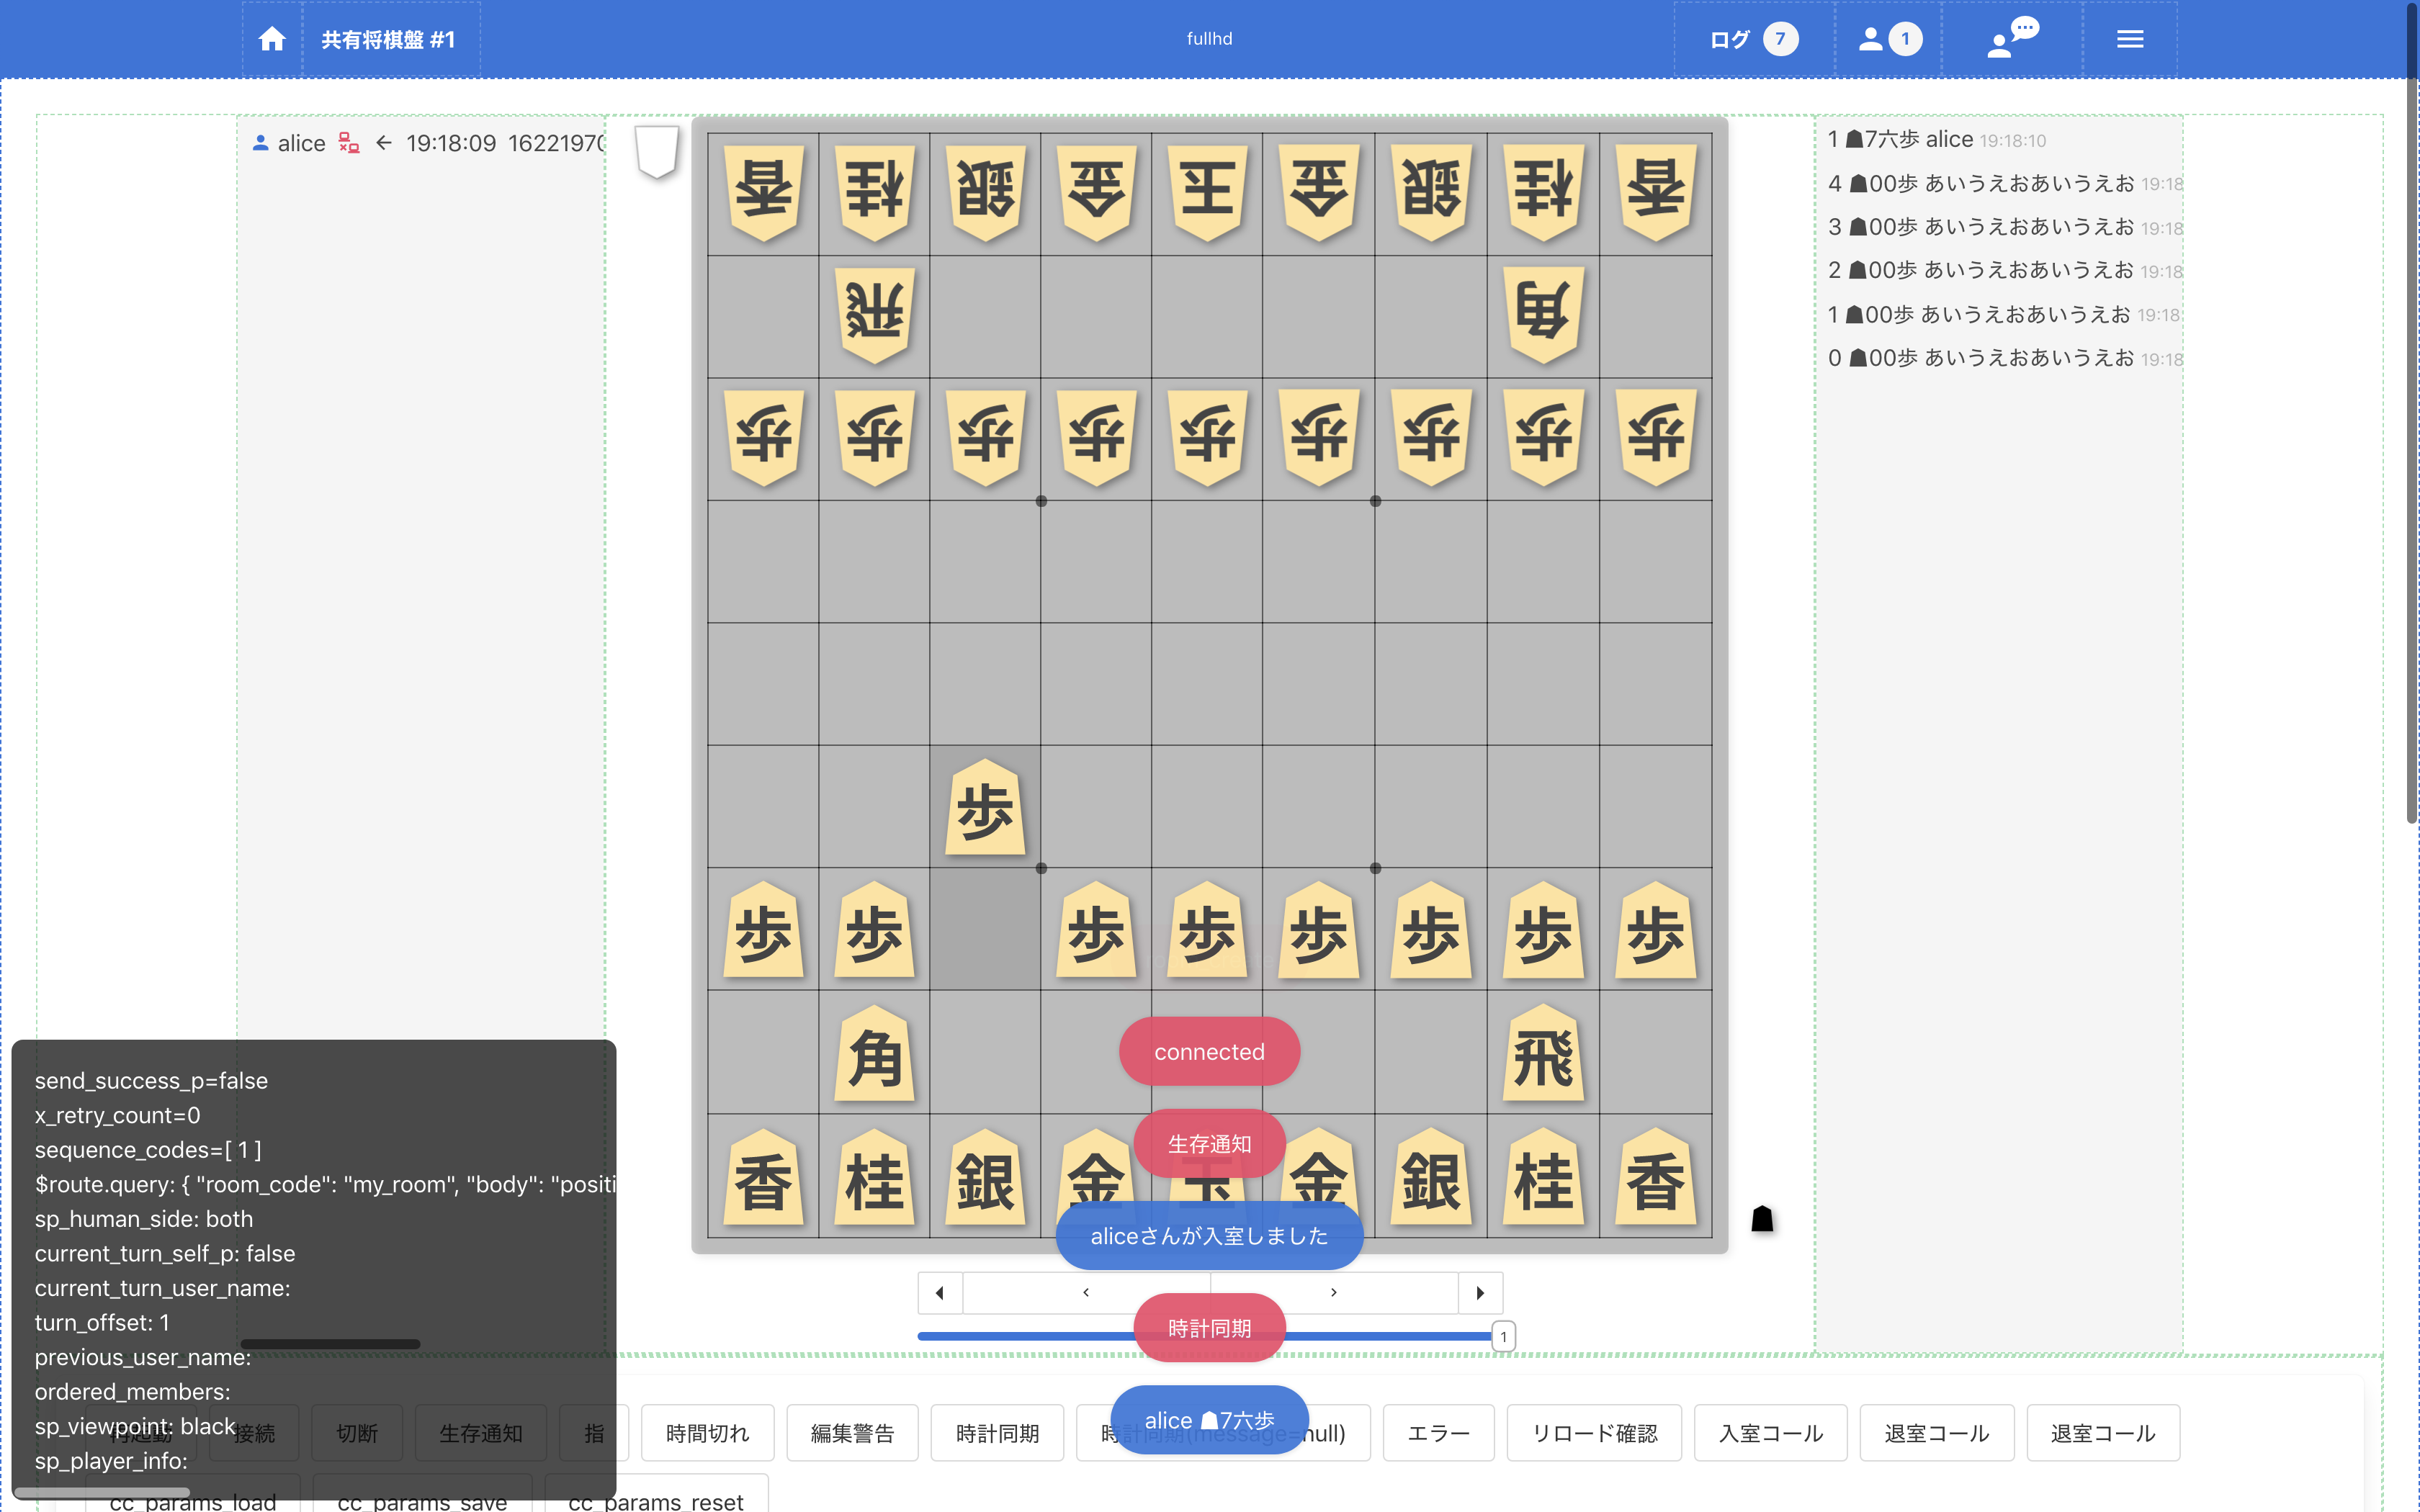 共有将棋盤 #1
fullhd
ログ 7
1
alice ← 19:18:09 16221970
香 桂 銀 金 玉 金 銀 桂 香
飛 角
歩 歩 歩 歩 歩 歩 歩 歩 歩
歩
歩 歩 歩 歩 歩 歩 歩 歩
角 飛
香 桂 銀 金 玉 金 銀 桂 香
1 ☗7六歩 alice 19:18:10
4 ☗00歩 あいうえおあいうえお 19:18
3 ☗00歩 あいうえおあいうえお 19:18
2 ☗00歩 あいうえおあいうえお 19:18
1 ☗00歩 あいうえおあいうえお 19:18
0 ☗00歩 あいうえおあいうえお 19:18
connected
生存通知
aliceさんが入室しました
時計同期
1
alice ☗7六歩
send_success_p=false
x_retry_count=0
sequence_codes=[ 1 ]
$route.query: { "room_code": "my_room", "body": "positi
sp_human_side: both
current_turn_self_p: false
current_turn_user_name:
turn_offset: 1
previous_user_name:
ordered_members:
sp_viewpoint: black
sp_player_info:
再起動 接続 切断 生存通知 指 時間切れ 編集警告 時計同期 時計同期(message=null) エラー リロード確認 入室コール 退室コール 退室コール
cc_params_load cc_params_save cc_params_reset